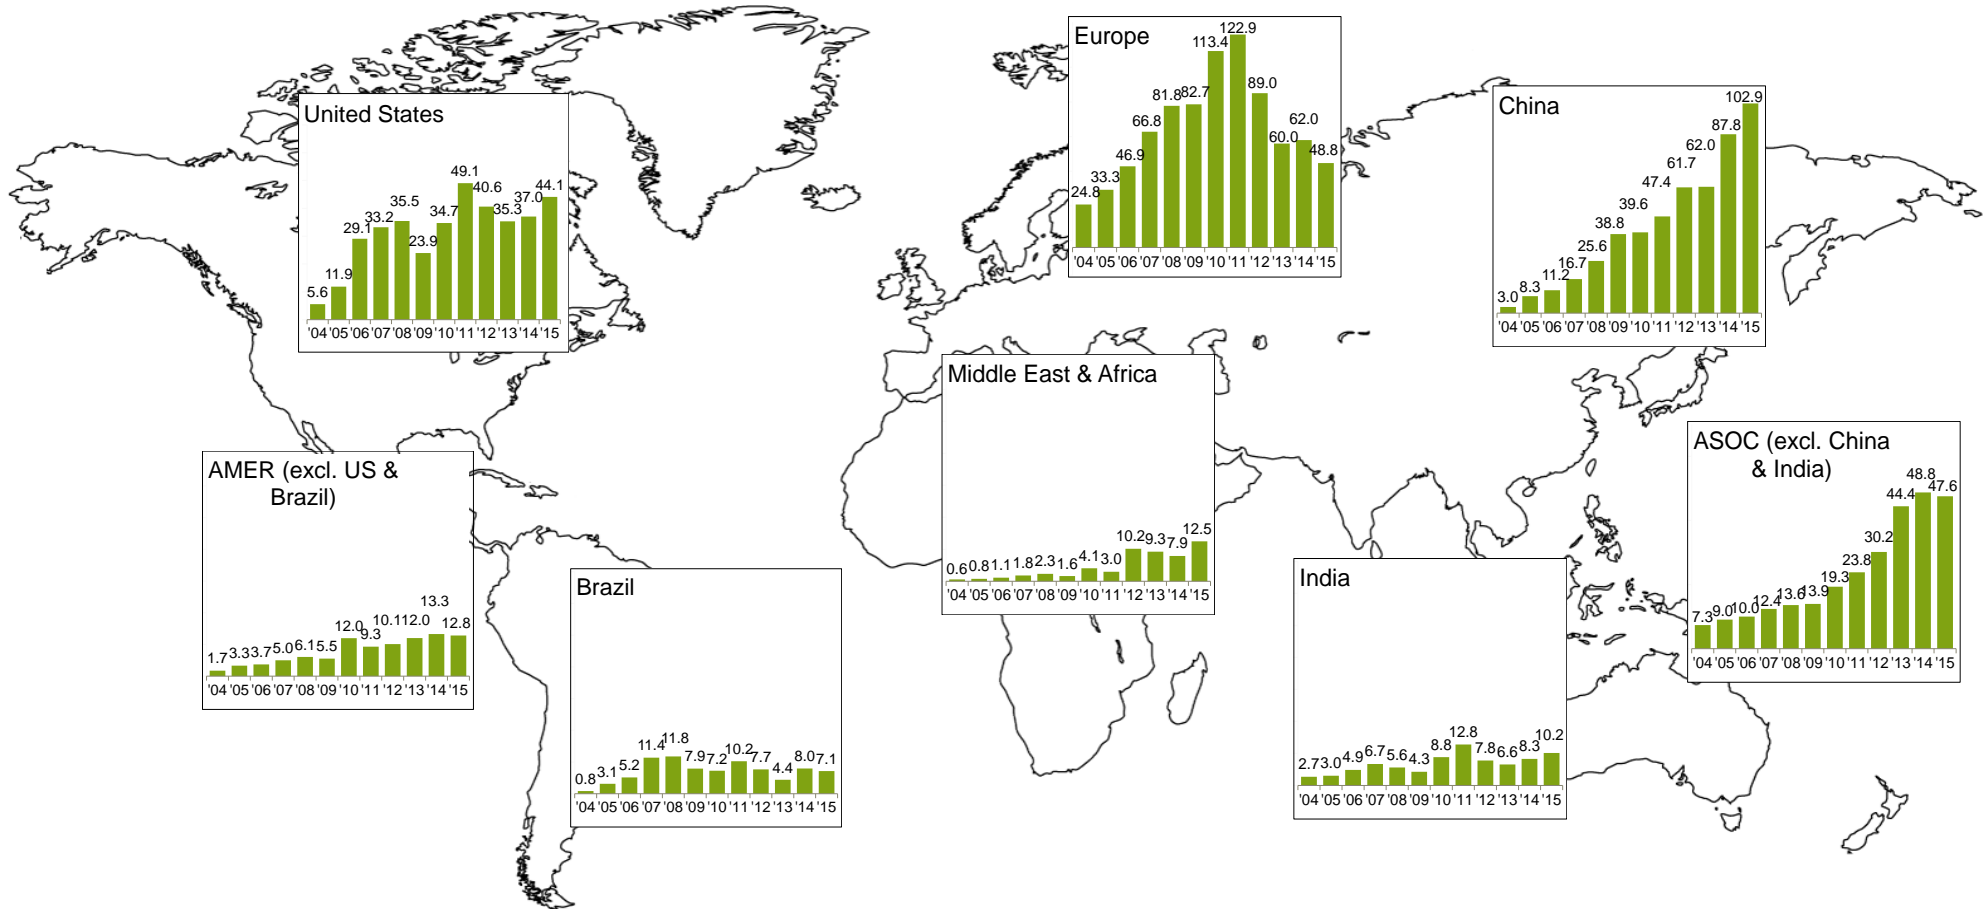 Europe
24.8 33.3 46.9 66.8 81.8 82.7 113.4 122.9 89.0 60.0 62.0 48.8
'04 '05 '06 '07 '08 '09 '10 '11 '12 '13 '14 '15
United States
5.6 11.9 29.1 33.2 35.5 23.9 34.7 49.1 40.6 35.3 37.0 44.1
'04 '05 '06 '07 '08 '09 '10 '11 '12 '13 '14 '15
China
3.0 8.3 11.2 16.7 25.6 38.8 39.6 47.4 61.7 62.0 87.8 102.9
'04 '05 '06 '07 '08 '09 '10 '11 '12 '13 '14 '15
Middle East & Africa
0.6 0.8 1.1 1.8 2.3 1.6 4.1 3.0 10.2 9.3 7.9 12.5
'04 '05 '06 '07 '08 '09 '10 '11 '12 '13 '14 '15
ASOC (excl. China
& India)
7.3 9.0 10.0 12.4 13.6 13.9 19.3 23.8 30.2 44.4 48.8 47.6
'04 '05 '06 '07 '08 '09 '10 '11 '12 '13 '14 '15
AMER (excl. US &
Brazil)
1.7 3.3 3.7 5.0 6.1 5.5 12.0 9.3 10.1 12.0 13.3 12.8
'04 '05 '06 '07 '08 '09 '10 '11 '12 '13 '14 '15
Brazil
0.8 3.1 5.2 11.4 11.8 7.9 7.2 10.2 7.7 4.4 8.0 7.1
'04 '05 '06 '07 '08 '09 '10 '11 '12 '13 '14 '15
India
2.7 3.0 4.9 6.7 5.6 4.3 8.8 12.8 7.8 6.6 8.3 10.2
'04 '05 '06 '07 '08 '09 '10 '11 '12 '13 '14 '15